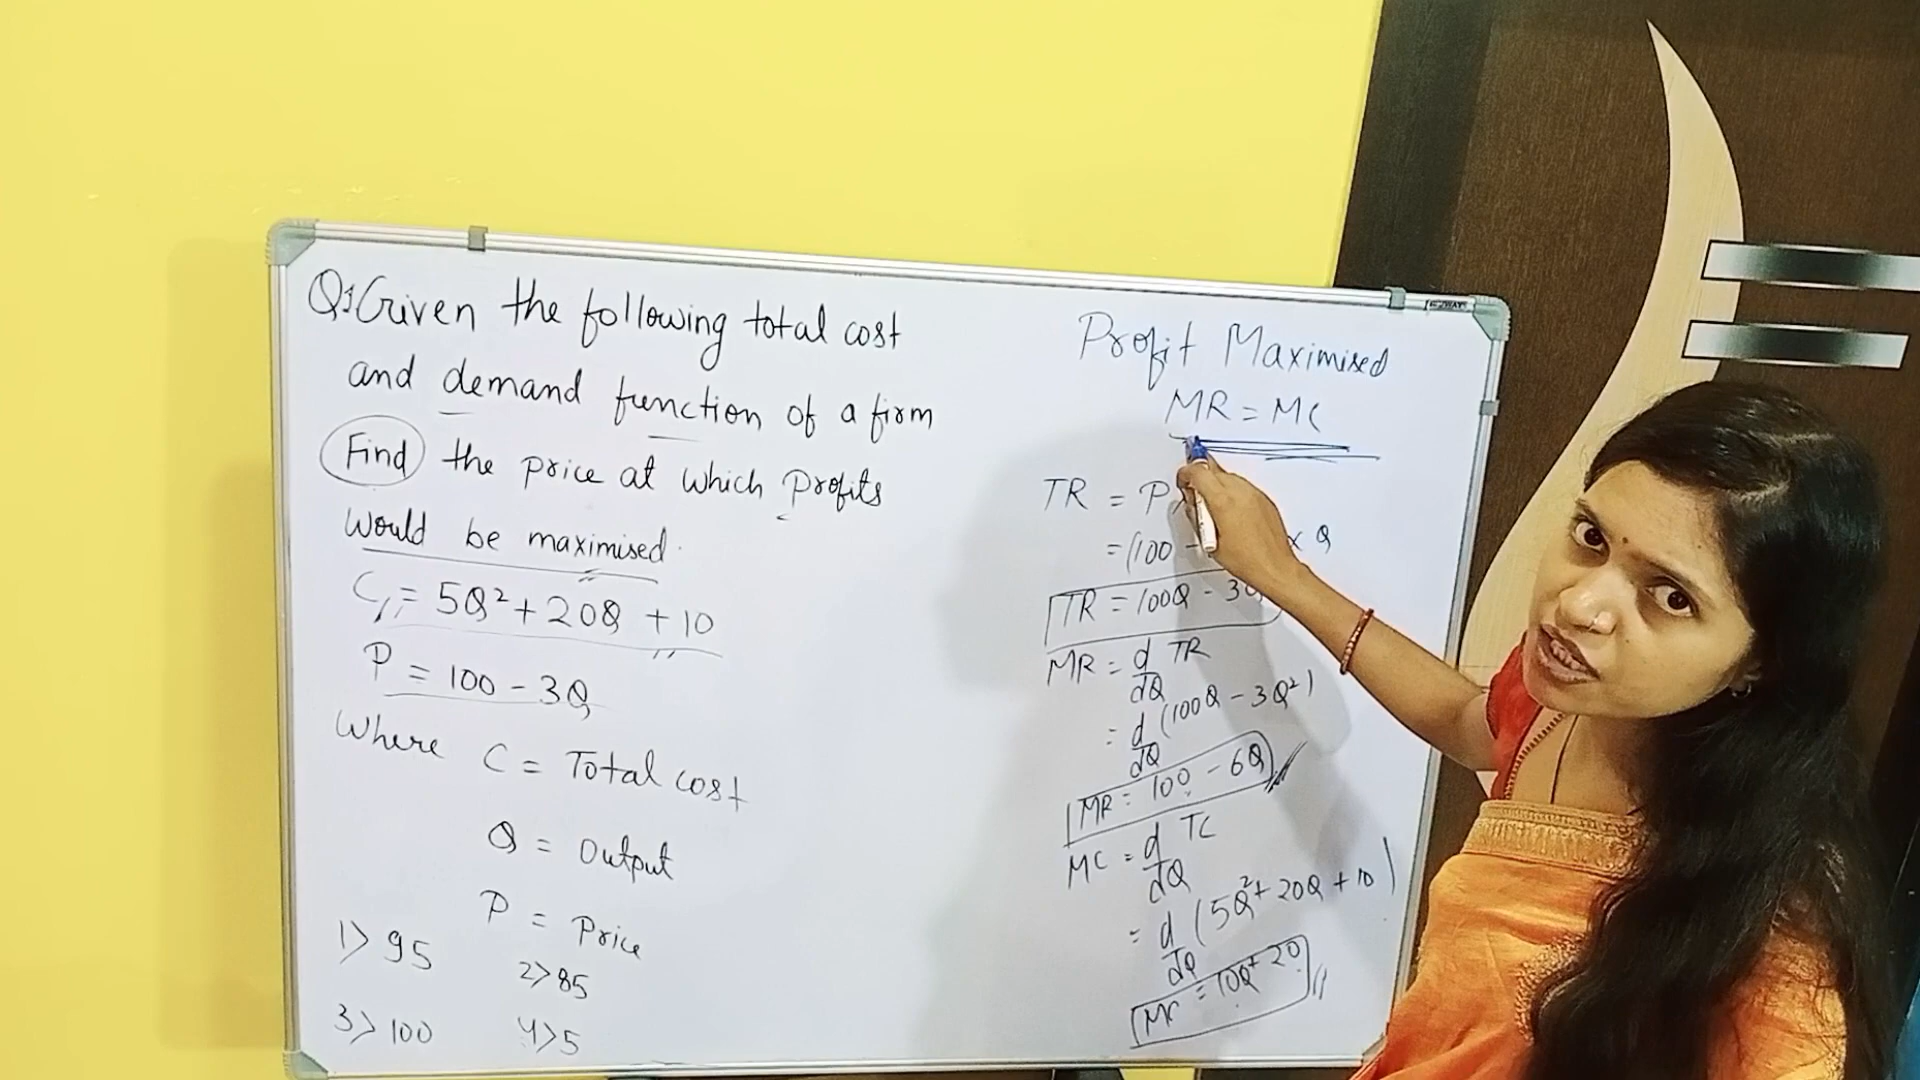 Q1 Given the following total cost
and demand function of a firm
Find the price at which Profits
would be maximised.
C = 5Q² + 20Q + 10
P = 100 - 3Q
Where C = Total cost
Q = Output
P = Price
1> 95
2> 85
3> 100
4> 5
Profit Maximised
MR = MC
TR = P
= (100 - × Q
TR = 100Q - 3Q
MR = d/dQ TR
= d/dQ (100Q - 3Q²)
MR = 100 - 6Q
MC = d/dQ TC
= d/dQ (5Q² + 20Q + 10)
MC = 10Q + 20